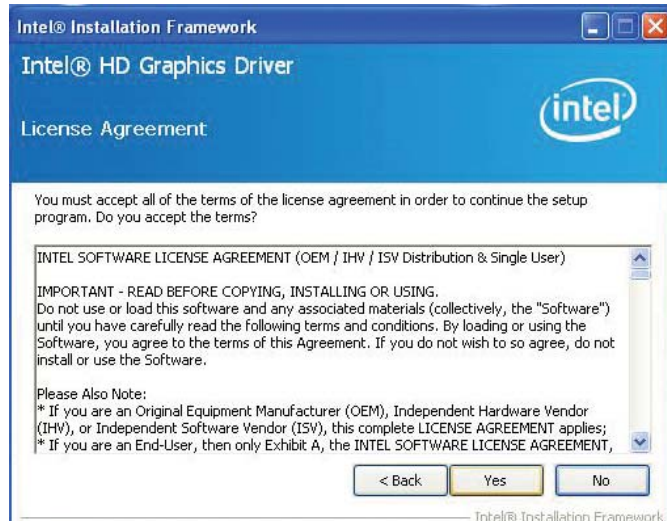 Intel® Installation Framework
Intel® HD Graphics Driver
License Agreement
intel
You must accept all of the terms of the license agreement in order to continue the setup
program. Do you accept the terms?
INTEL SOFTWARE LICENSE AGREEMENT (OEM / IHV / ISV Distribution & Single User)
IMPORTANT - READ BEFORE COPYING, INSTALLING OR USING.
Do not use or load this software and any associated materials (collectively, the "Software")
until you have carefully read the following terms and conditions. By loading or using the
Software, you agree to the terms of this Agreement. If you do not wish to so agree, do not
install or use the Software.
Please Also Note:
* If you are an Original Equipment Manufacturer (OEM), Independent Hardware Vendor
(IHV), or Independent Software Vendor (ISV), this complete LICENSE AGREEMENT applies;
* If you are an End-User, then only Exhibit A, the INTEL SOFTWARE LICENSE AGREEMENT,
< Back Yes No
Intel® Installation Framework